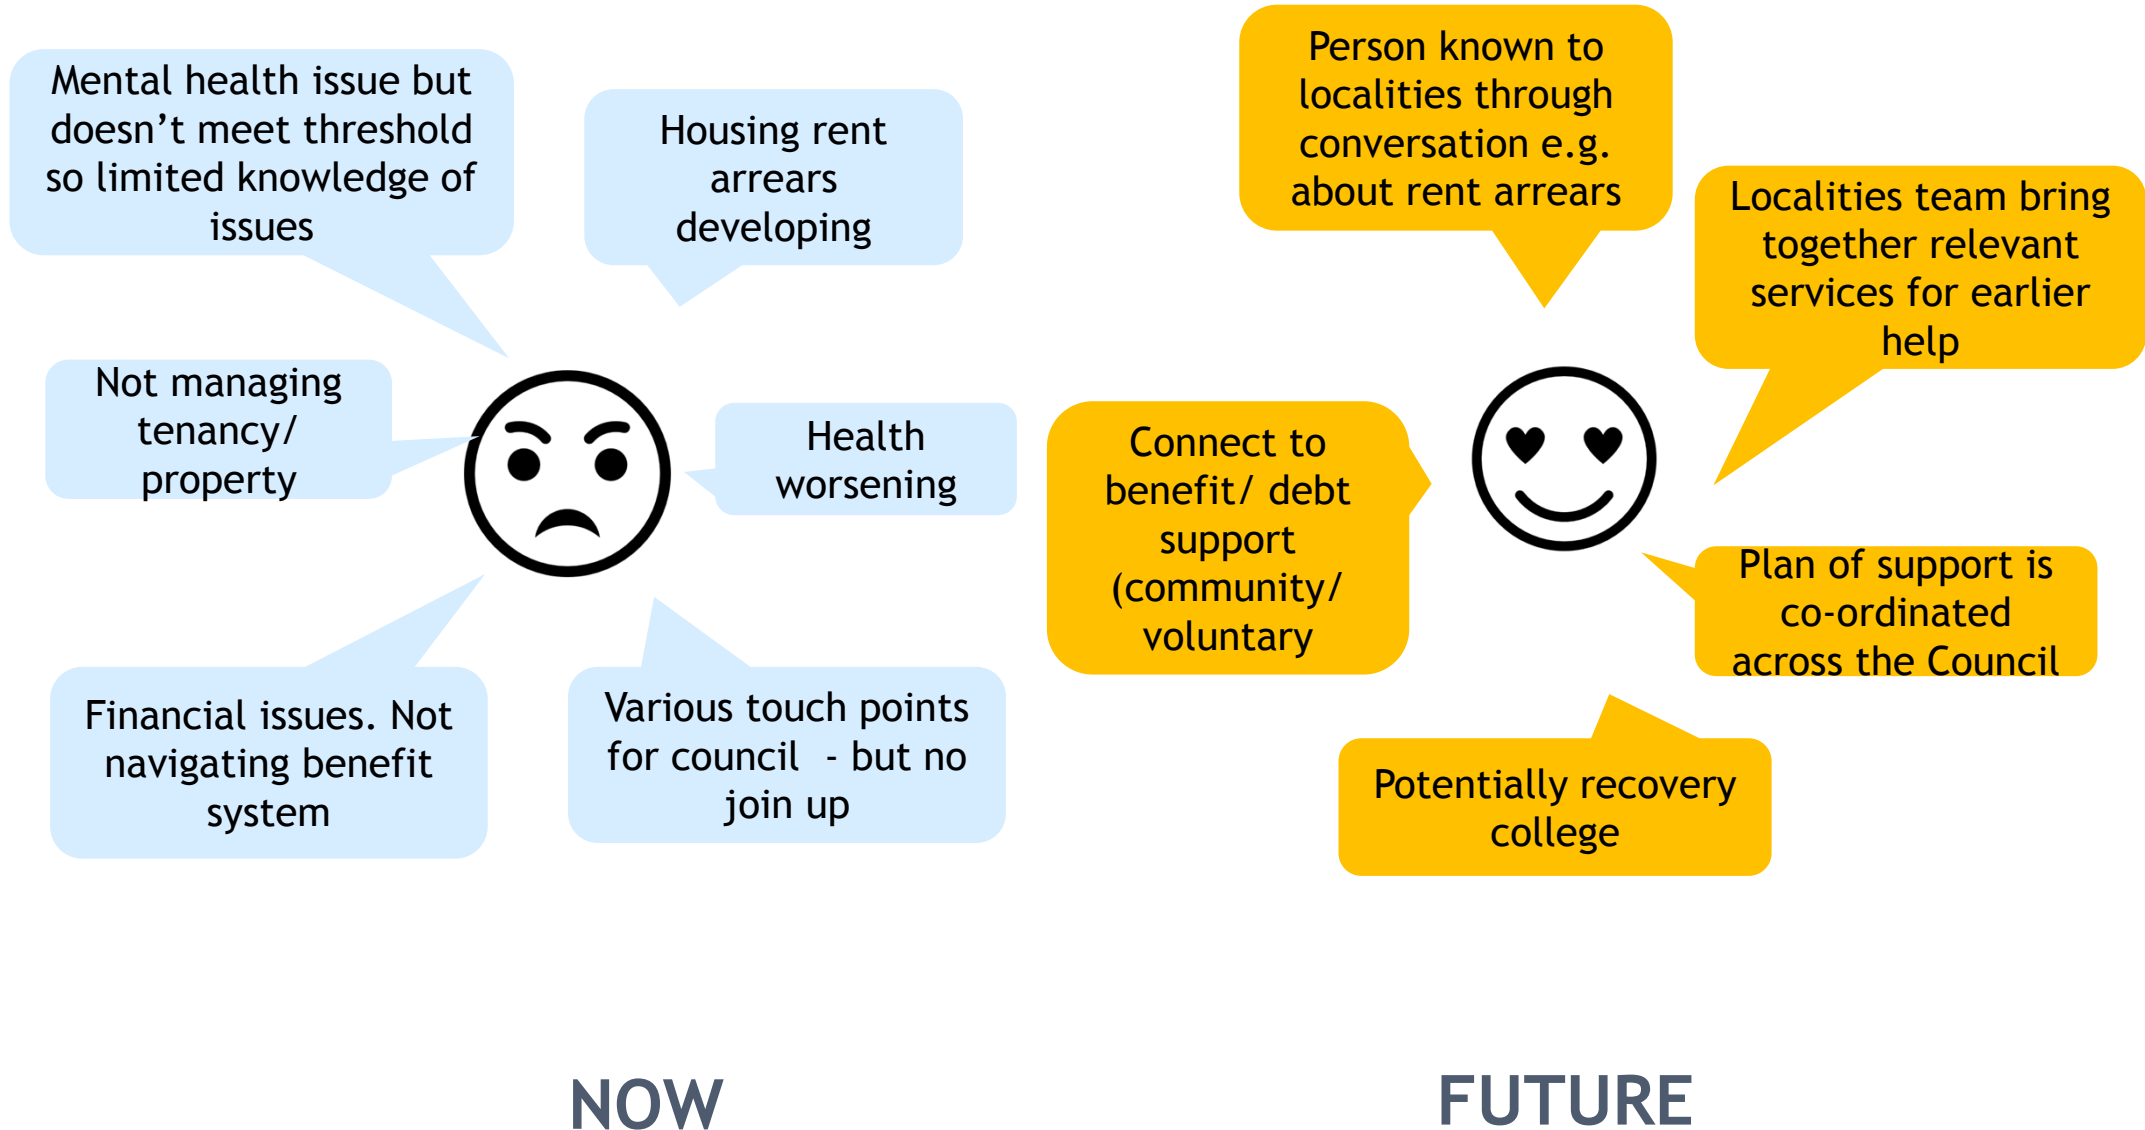 Mental health issue but
doesn’t meet threshold
so limited knowledge of
issues
Housing rent
arrears
developing
Not managing
tenancy/
property
Health
worsening
Financial issues. Not
navigating benefit
system
Various touch points
for council  - but no
join up
NOW
Person known to
localities through
conversation e.g.
about rent arrears
Localities team bring
together relevant
services for earlier
help
Connect to
benefit/ debt
support
(community/
voluntary
Plan of support is
co-ordinated
across the Council
Potentially recovery
college
FUTURE